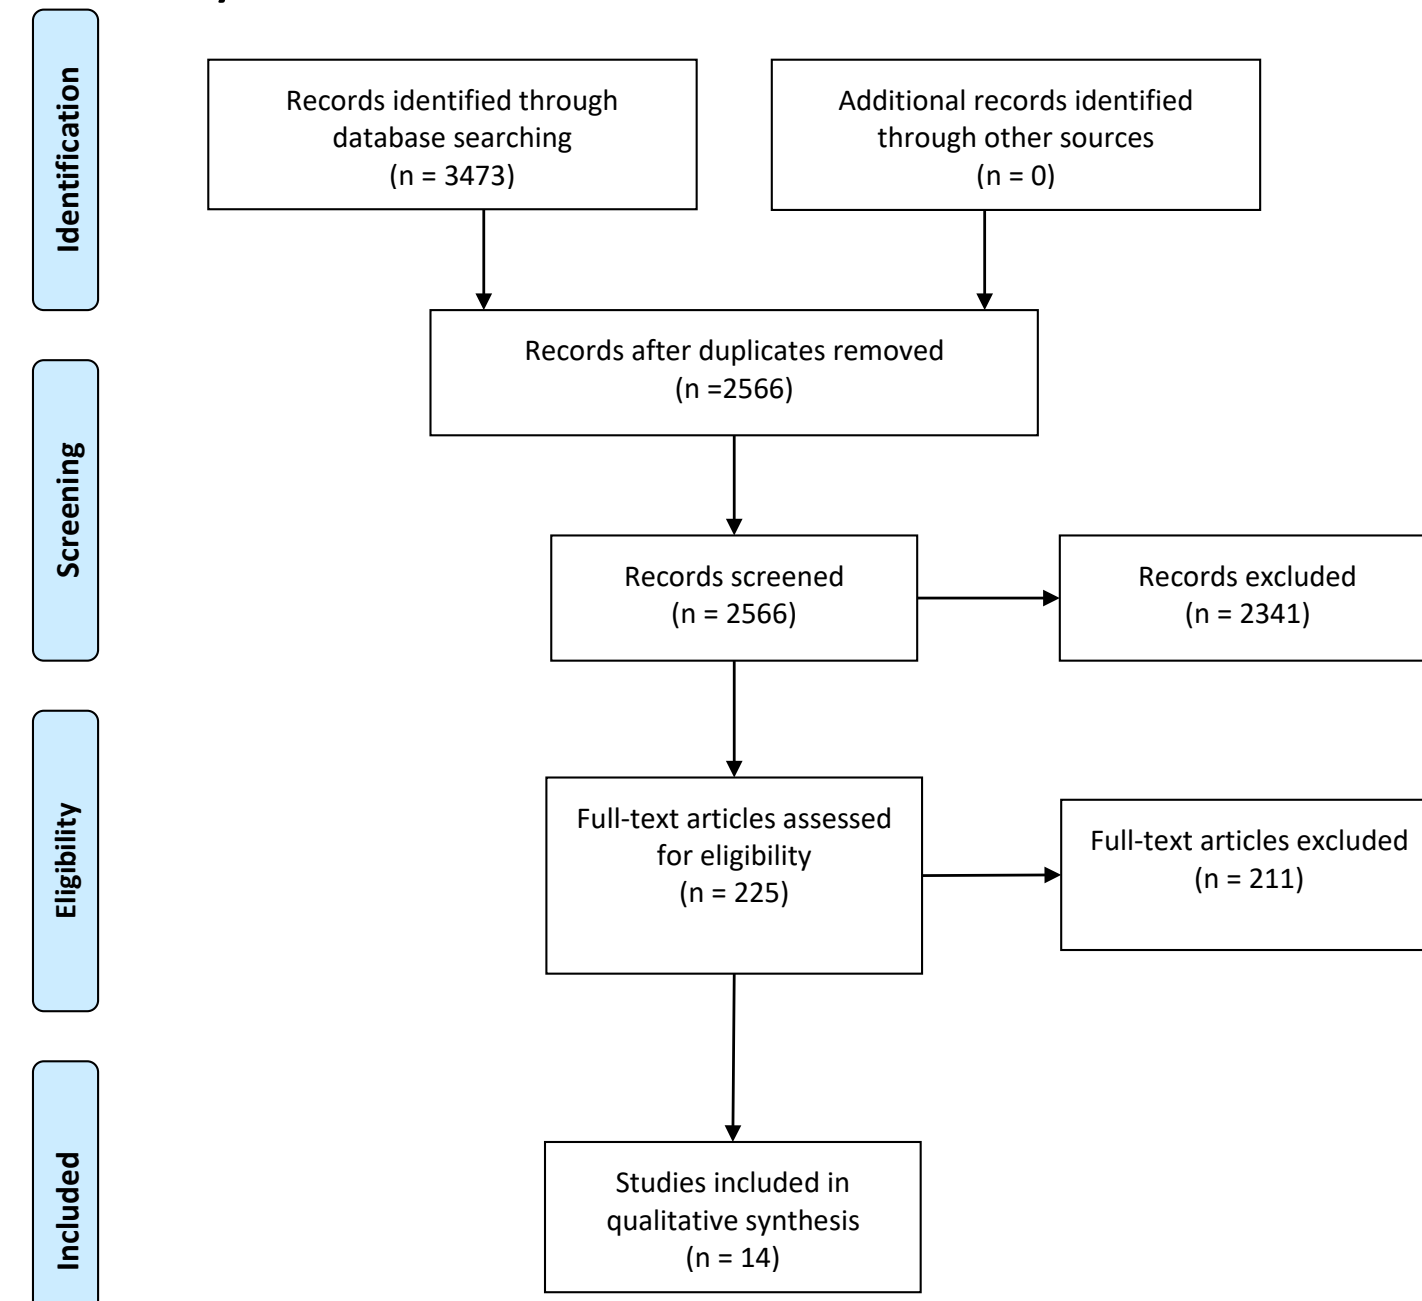 Identification
Records identified through
database searching
(n = 3473)
Additional records identified
through other sources
(n = 0)
Records after duplicates removed
(n =2566)
Screening
Records screened
(n = 2566)
Records excluded
(n = 2341)
Eligibility
Full-text articles assessed
for eligibility
(n = 225)
Full-text articles excluded
(n = 211)
Included
Studies included in
qualitative synthesis
(n = 14)